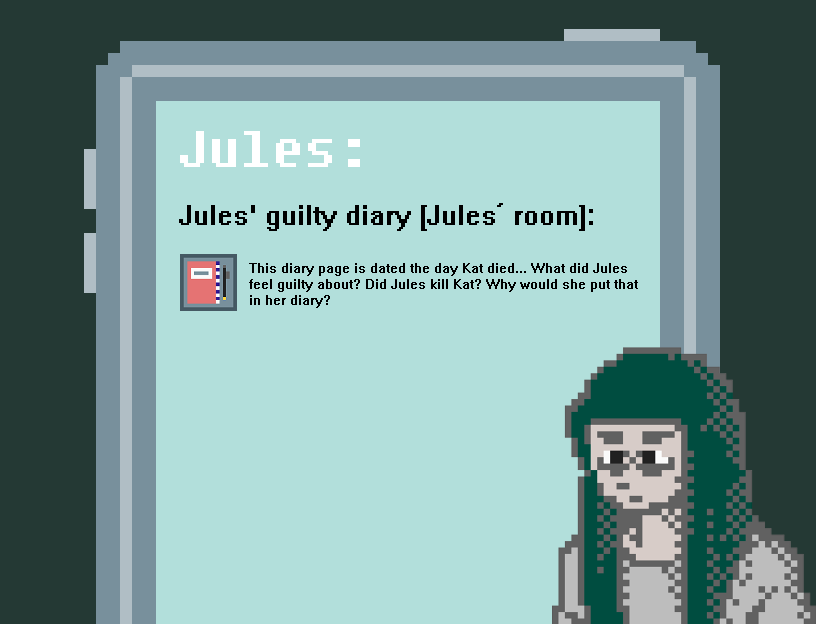 Jules:
Jules' guilty diary [Jules´ room]:
This diary page is dated the day Kat died... What did Jules
feel guilty about? Did Jules kill Kat? Why would she put that
in her diary?